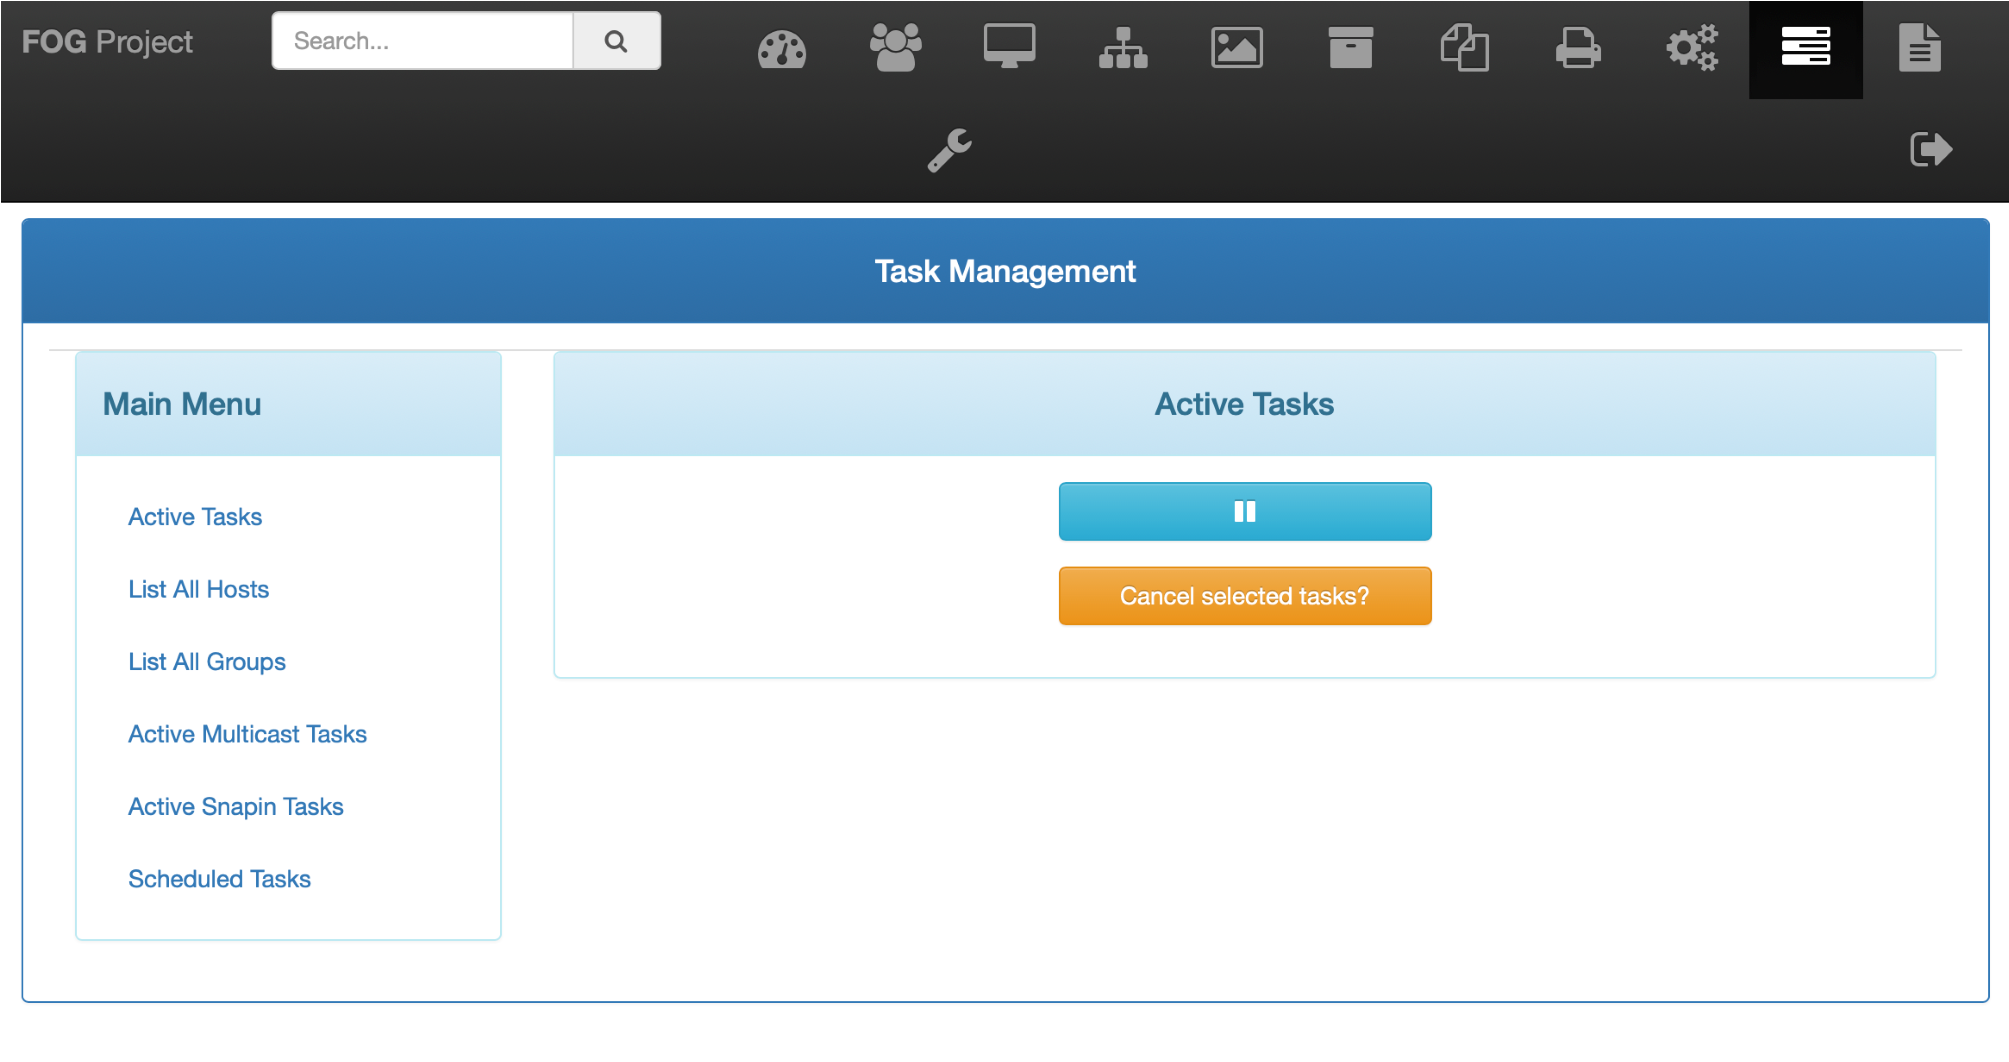 FOG Project
Search...
Task Management
Main Menu
Active Tasks
List All Hosts
List All Groups
Active Multicast Tasks
Active Snapin Tasks
Scheduled Tasks
Active Tasks
Cancel selected tasks?